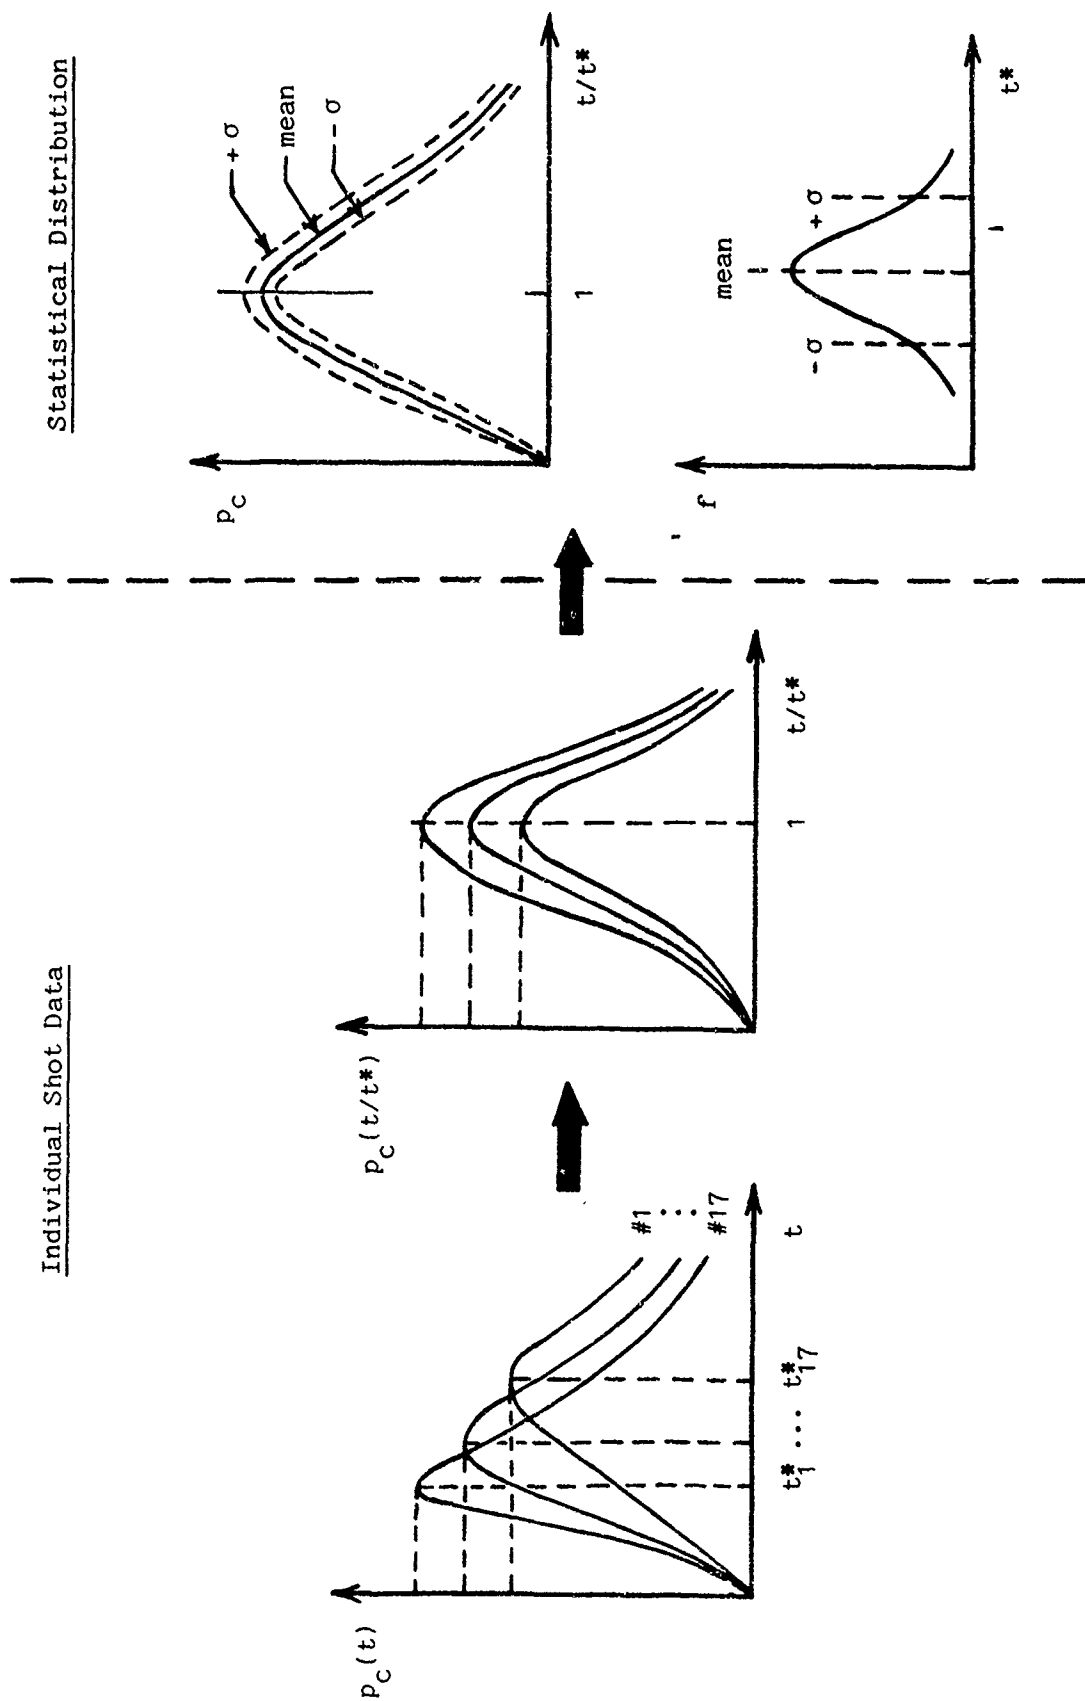 Individual Shot Data
p_c(t)
#1
. . .
#17
t*_1 .... t*_17
t
p_c(t/t*)
1
t/t*
Statistical Distribution
p_c
+σ
mean
-σ
1
t/t*
f
mean
-σ
+σ
t*